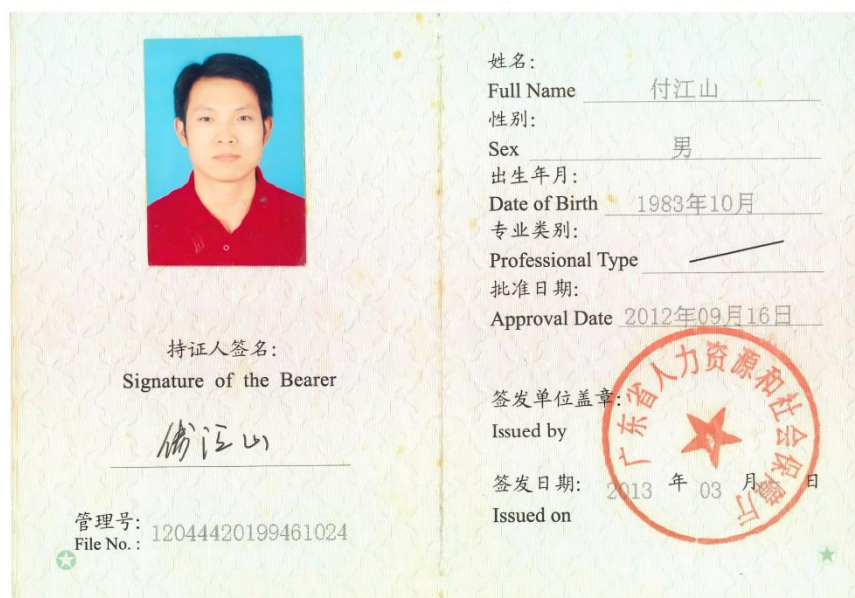 持证人签名:
Signature of the Bearer
管理号:
File No. : 12044420199461024
姓名:
Full Name 付江山
性别:
Sex 男
出生年月:
Date of Birth 1983年10月
专业类别:
Professional Type
批准日期:
Approval Date 2012年09月16日
签发单位盖章:
Issued by
广东省人力资源和社会保障厅
签发日期: 2013 年 03 月 日
Issued on